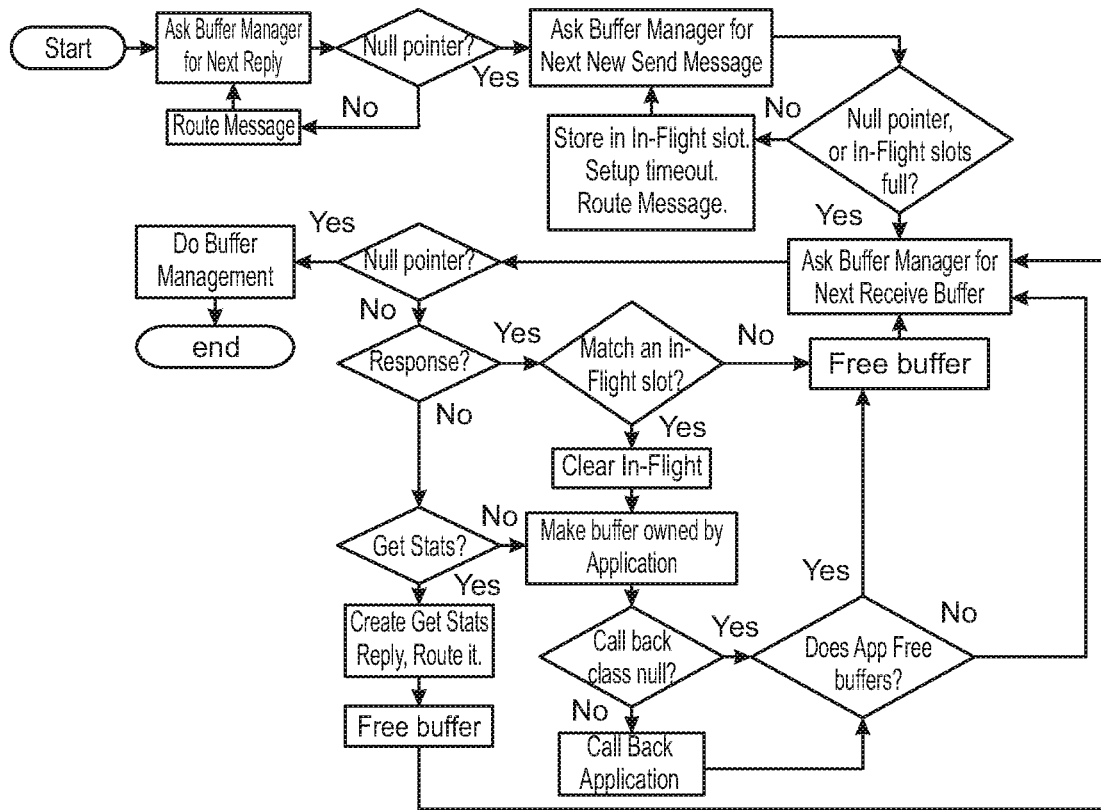 Start
Ask Buffer Manager
for Next Reply
Null pointer?
Yes
Ask Buffer Manager for
Next New Send Message
No
Route Message
No
Store in In-Flight slot.
Setup timeout.
Route Message.
Null pointer,
or In-Flight slots
full?
Yes
Yes
Do Buffer
Management
Null pointer?
Ask Buffer Manager for
Next Receive Buffer
No
end
Response?
Yes
Match an In-
Flight slot?
No
Free buffer
No
Yes
Clear In-Flight
Get Stats?
No
Make buffer owned by
Application
Yes
Yes
Create Get Stats
Reply, Route it.
Call back
class null?
Yes
Does App Free
buffers?
No
Free buffer
No
Call Back
Application